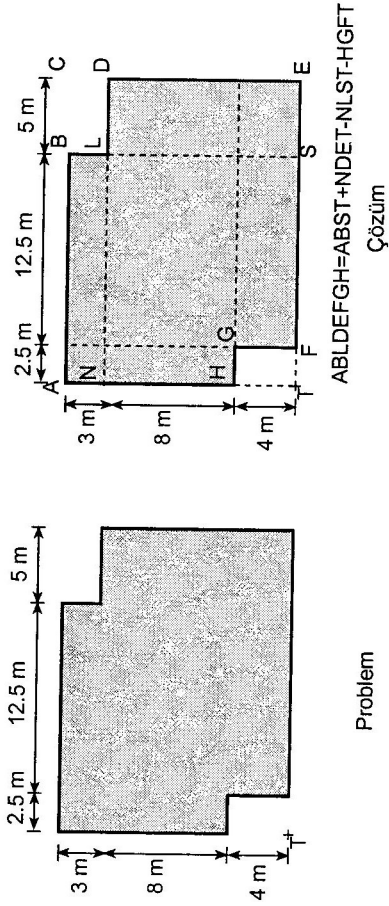 2.5 m 12.5 m 5 m
3 m
8 m
4 m
T
Problem
2.5 m 12.5 m 5 m
A B C
3 m N L D
8 m
H G
4 m
T F S E
ABLDEFGH=ABST+NDET-NLST-HGFT
Çözüm